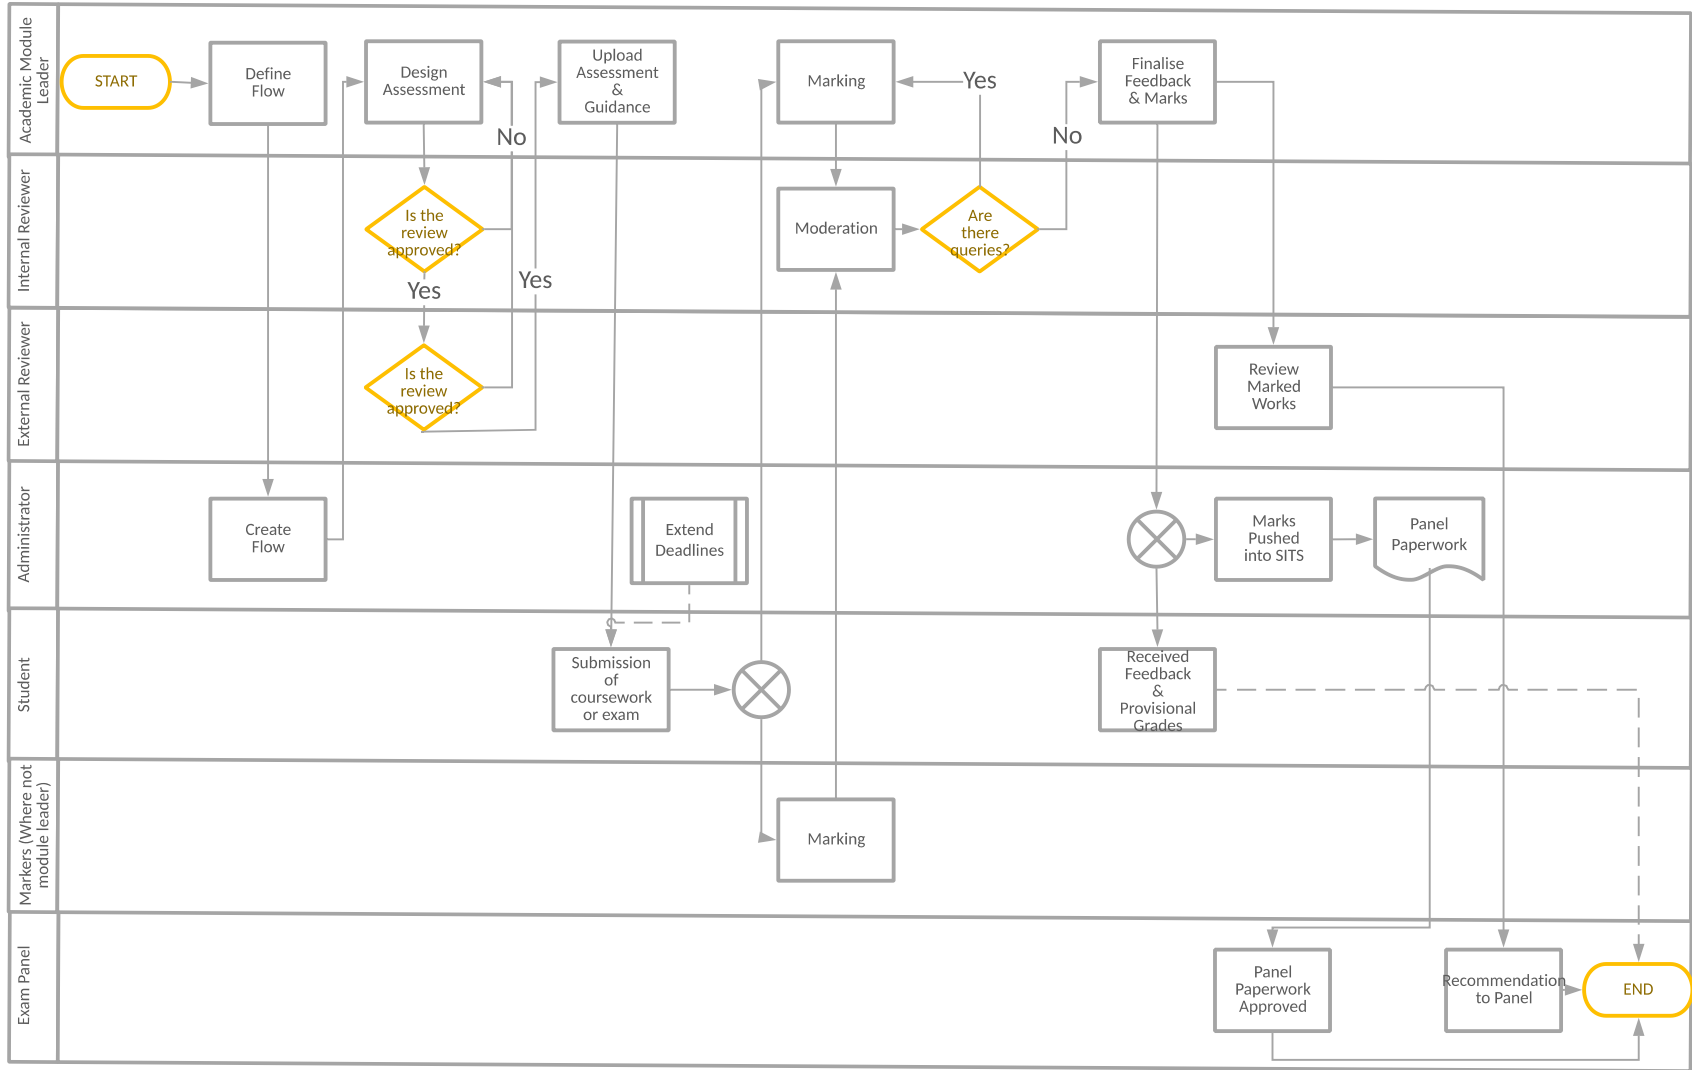 Academic Module
Leader
START
Define
Flow
Design
Assessment
Upload
Assessment
&
Guidance
Marking
Yes
Finalise
Feedback
& Marks
No
No
Internal Reviewer
Is the
review
approved?
Yes
Yes
Moderation
Are
there
queries?
External Reviewer
Is the
review
approved?
Review
Marked
Works
Administrator
Create
Flow
Extend
Deadlines
Marks
Pushed
into SITS
Panel
Paperwork
Student
Submission
of
coursework
or exam
Received
Feedback
&
Provisional
Grades
Markers (Where not
module leader)
Marking
Exam Panel
Panel
Paperwork
Approved
Recommendation
to Panel
END